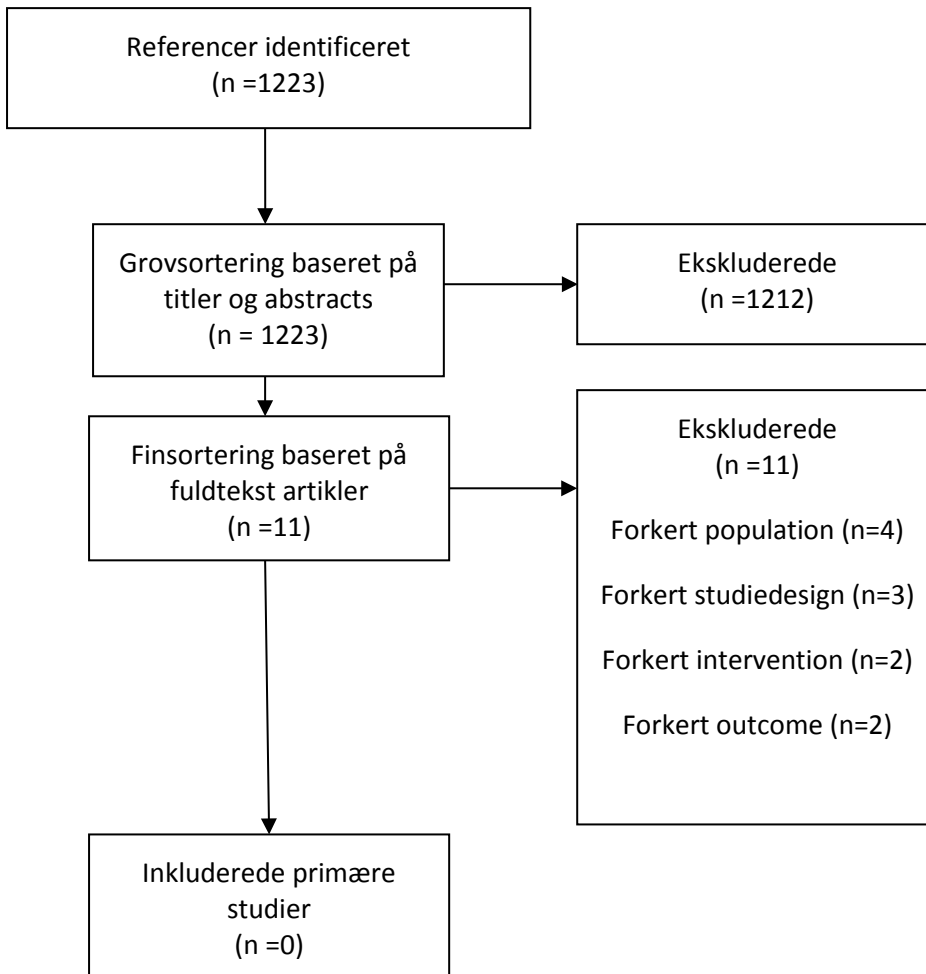 Referencer identificeret
(n =1223)
Grovsortering baseret på
titler og abstracts
(n = 1223)
Ekskluderede
(n =1212)
Finsortering baseret på
fuldtekst artikler
(n =11)
Ekskluderede
(n =11)
Forkert population (n=4)
Forkert studiedesign (n=3)
Forkert intervention (n=2)
Forkert outcome (n=2)
Inkluderede primære
studier
(n =0)